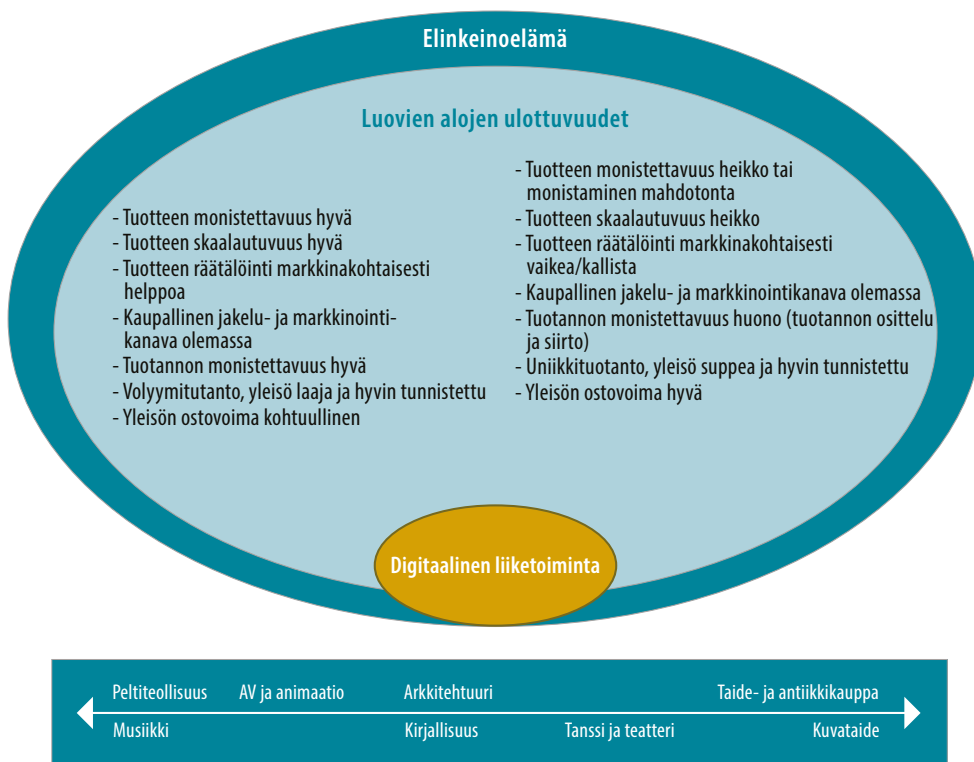 Elinkeinoelämä
Luovien alojen ulottuvuudet
- Tuotteen monistettavuus hyvä
- Tuotteen skaalautuvuus hyvä
- Tuotteen räätälöinti markkinakohtaisesti
helppoa
- Kaupallinen jakelu- ja markkinointi-
kanava olemassa
- Tuotannon monistettavuus hyvä
- Volyymitutanto, yleisö laaja ja hyvin tunnistettu
- Yleisön ostovoima kohtuullinen
- Tuotteen monistettavuus heikko tai
monistaminen mahdotonta
- Tuotteen skaalautuvuus heikko
- Tuotteen räätälöinti markkinakohtaisesti
vaikea/kallista
- Kaupallinen jakelu- ja markkinointikanava olemassa
- Tuotannon monistettavuus huono (tuotannon osittelu
ja siirto)
- Uniikkituotanto, yleisö suppea ja hyvin tunnistettu
- Yleisön ostovoima hyvä
Digitaalinen liiketoiminta
Peltiteollisuus AV ja animaatio Arkkitehtuuri Taide- ja antiikkikauppa
Musiikki Kirjallisuus Tanssi ja teatteri Kuvataide